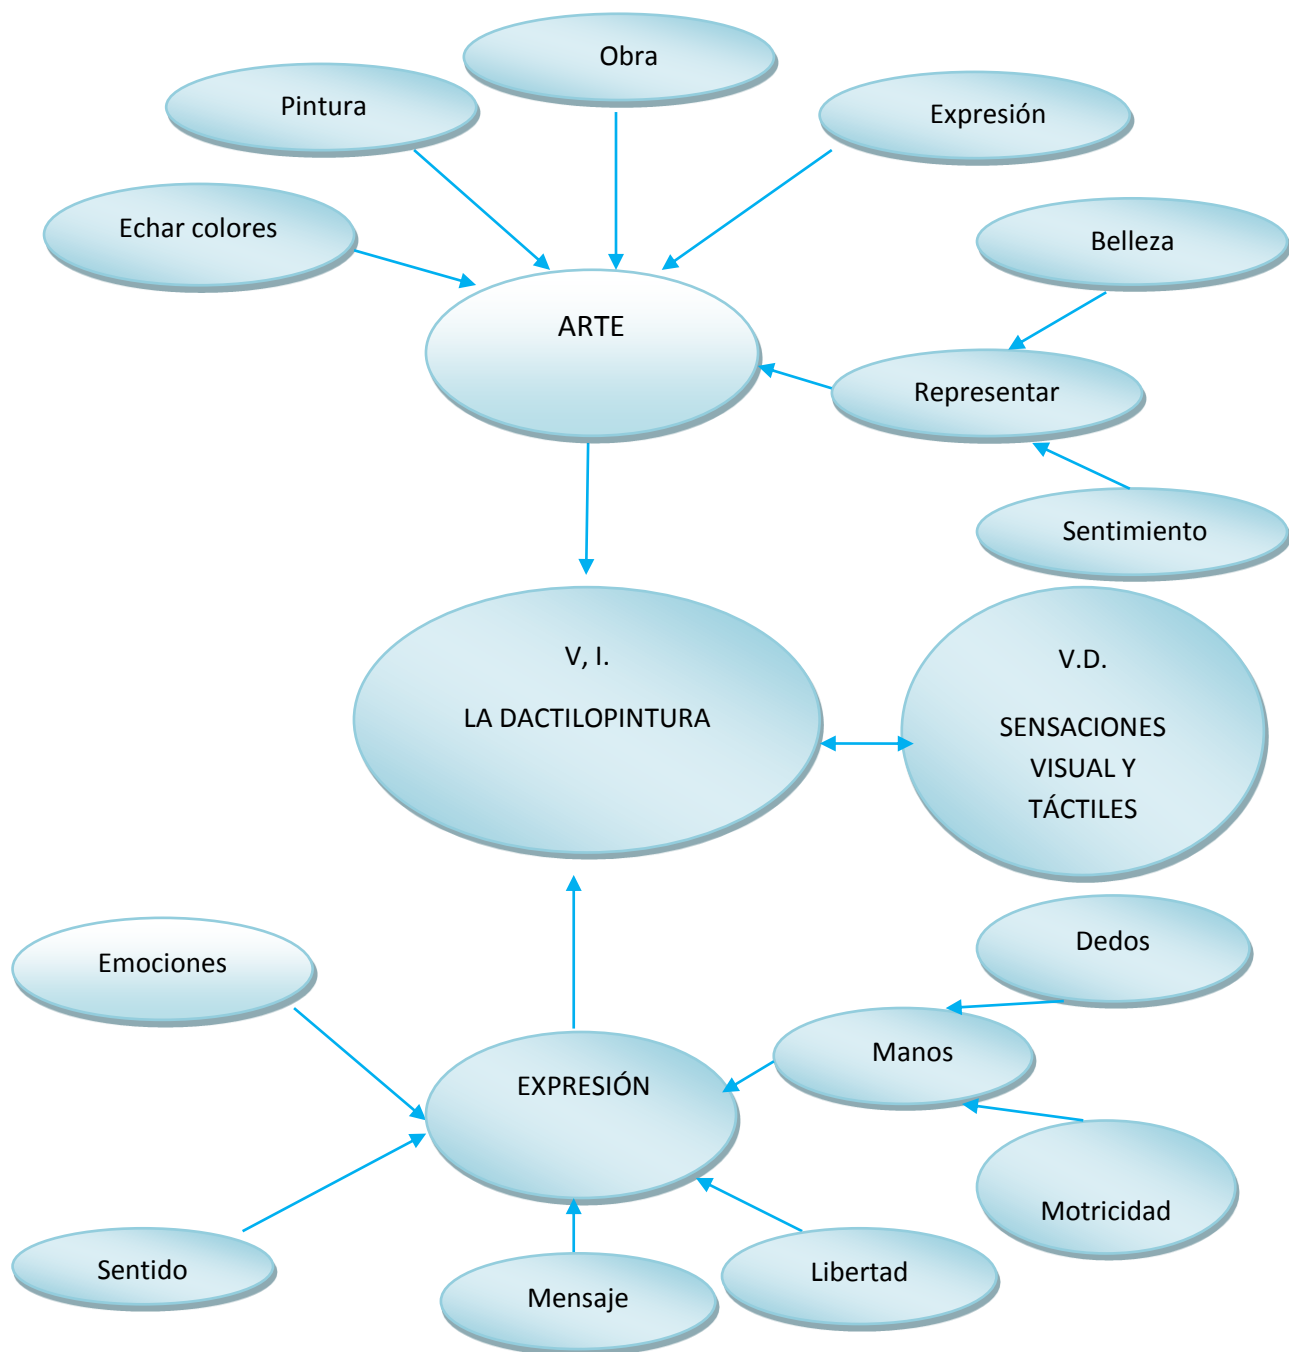 Obra
Pintura
Expresión
Echar colores
Belleza
ARTE
Representar
Sentimiento
V, I.
LA DACTILOPINTURA
V.D.
SENSACIONES
VISUAL Y
TÁCTILES
Dedos
Emociones
Manos
EXPRESIÓN
Motricidad
Sentido
Mensaje
Libertad